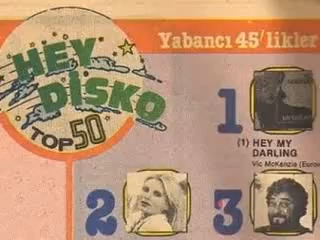 Yabancı 45'likler
HEY
DİSKO
TOP 50
1
(1) HEY MY
DARLING
Vic McKenzie (Euro
2
3